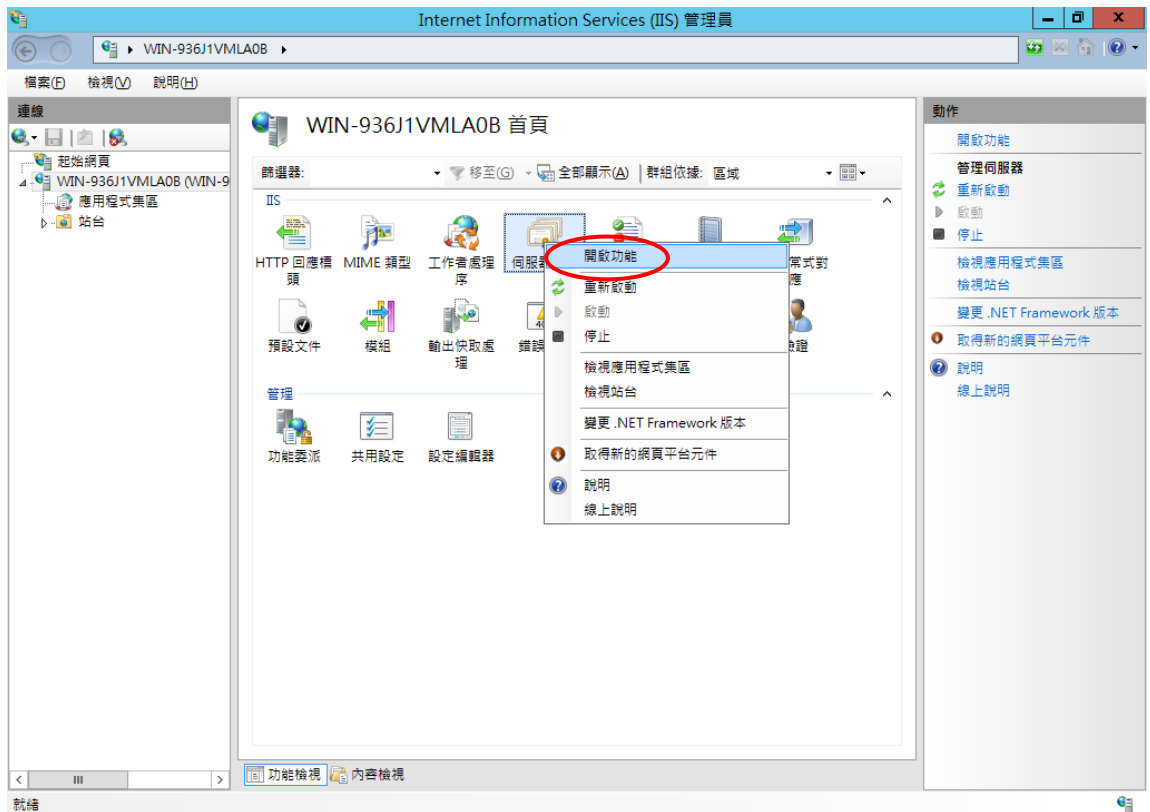 Internet Information Services (IIS) 管理員
WIN-936J1VMLA0B
檔案(F) 檢視(V) 說明(H)
連線
起始網頁
WIN-936J1VMLA0B (WIN-9
應用程式集區
站台
WIN-936J1VMLA0B 首頁
篩選器: 移至(G) 全部顯示(A) 群組依據: 區域
IIS
HTTP 回應標頭
MIME 類型
工作者處理序
伺服器
常式對應
預設文件
模組
輸出快取處理
錯誤
證
管理
功能委派
共用設定
設定編輯器
開啟功能
重新啟動
啟動
停止
檢視應用程式集區
檢視站台
變更 .NET Framework 版本
取得新的網頁平台元件
說明
線上說明
功能檢視 內容檢視
動作
開啟功能
管理伺服器
重新啟動
啟動
停止
檢視應用程式集區
檢視站台
變更 .NET Framework 版本
取得新的網頁平台元件
說明
線上說明
就緒